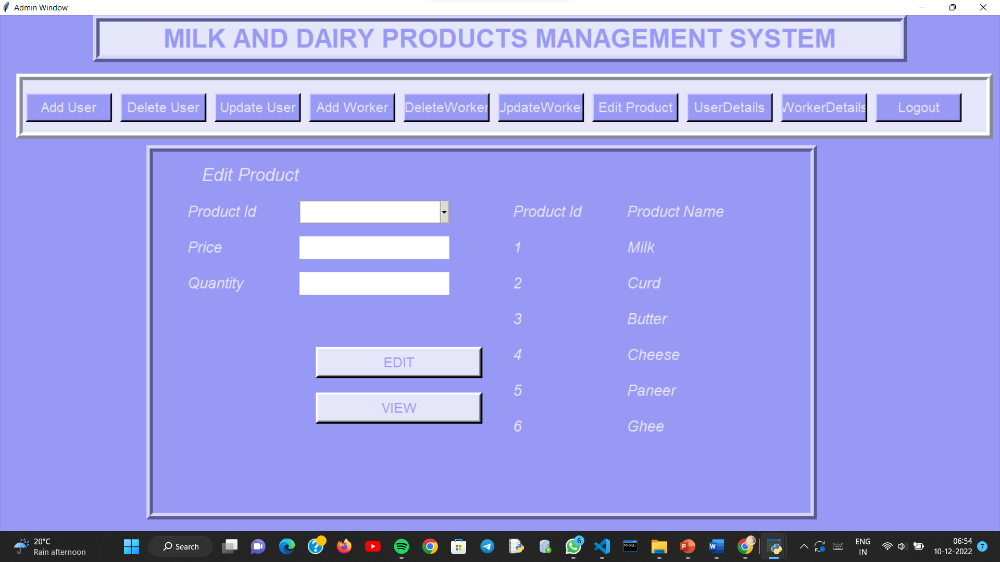 Admin Window
MILK AND DAIRY PRODUCTS MANAGEMENT SYSTEM
Add User Delete User Update User Add Worker DeleteWorker UpdateWorke Edit Product UserDetails WorkerDetails Logout
Edit Product
Product Id Product Id Product Name
Price 1 Milk
Quantity 2 Curd
3 Butter
EDIT 4 Cheese
VIEW 5 Paneer
6 Ghee
20°C
Rain afternoon
Search
6
MySQL
P
W
ENG
IN
06:54
10-12-2022
7